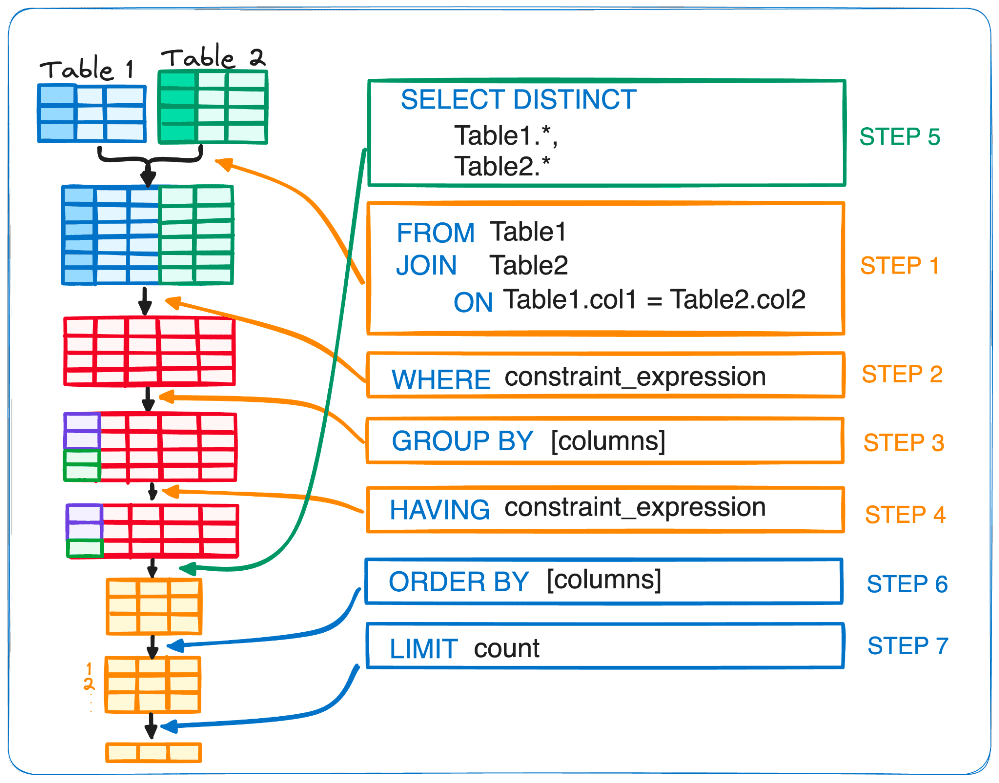 Table 1
Table 2
SELECT DISTINCT
Table1.*,
Table2.*
STEP 5
FROM Table1
JOIN Table2
ON Table1.col1 = Table2.col2
STEP 1
WHERE constraint_expression
STEP 2
GROUP BY [columns]
STEP 3
HAVING constraint_expression
STEP 4
ORDER BY [columns]
STEP 6
LIMIT count
STEP 7
1
2